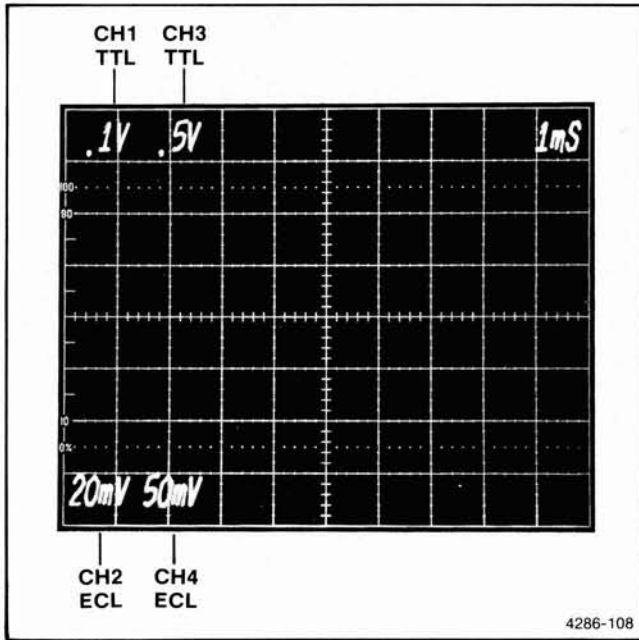 CH1 CH3
TTL TTL
.1V .5V 1mS
100
90
10
0%
20mV 50mV
CH2 CH4
ECL ECL
4286-108